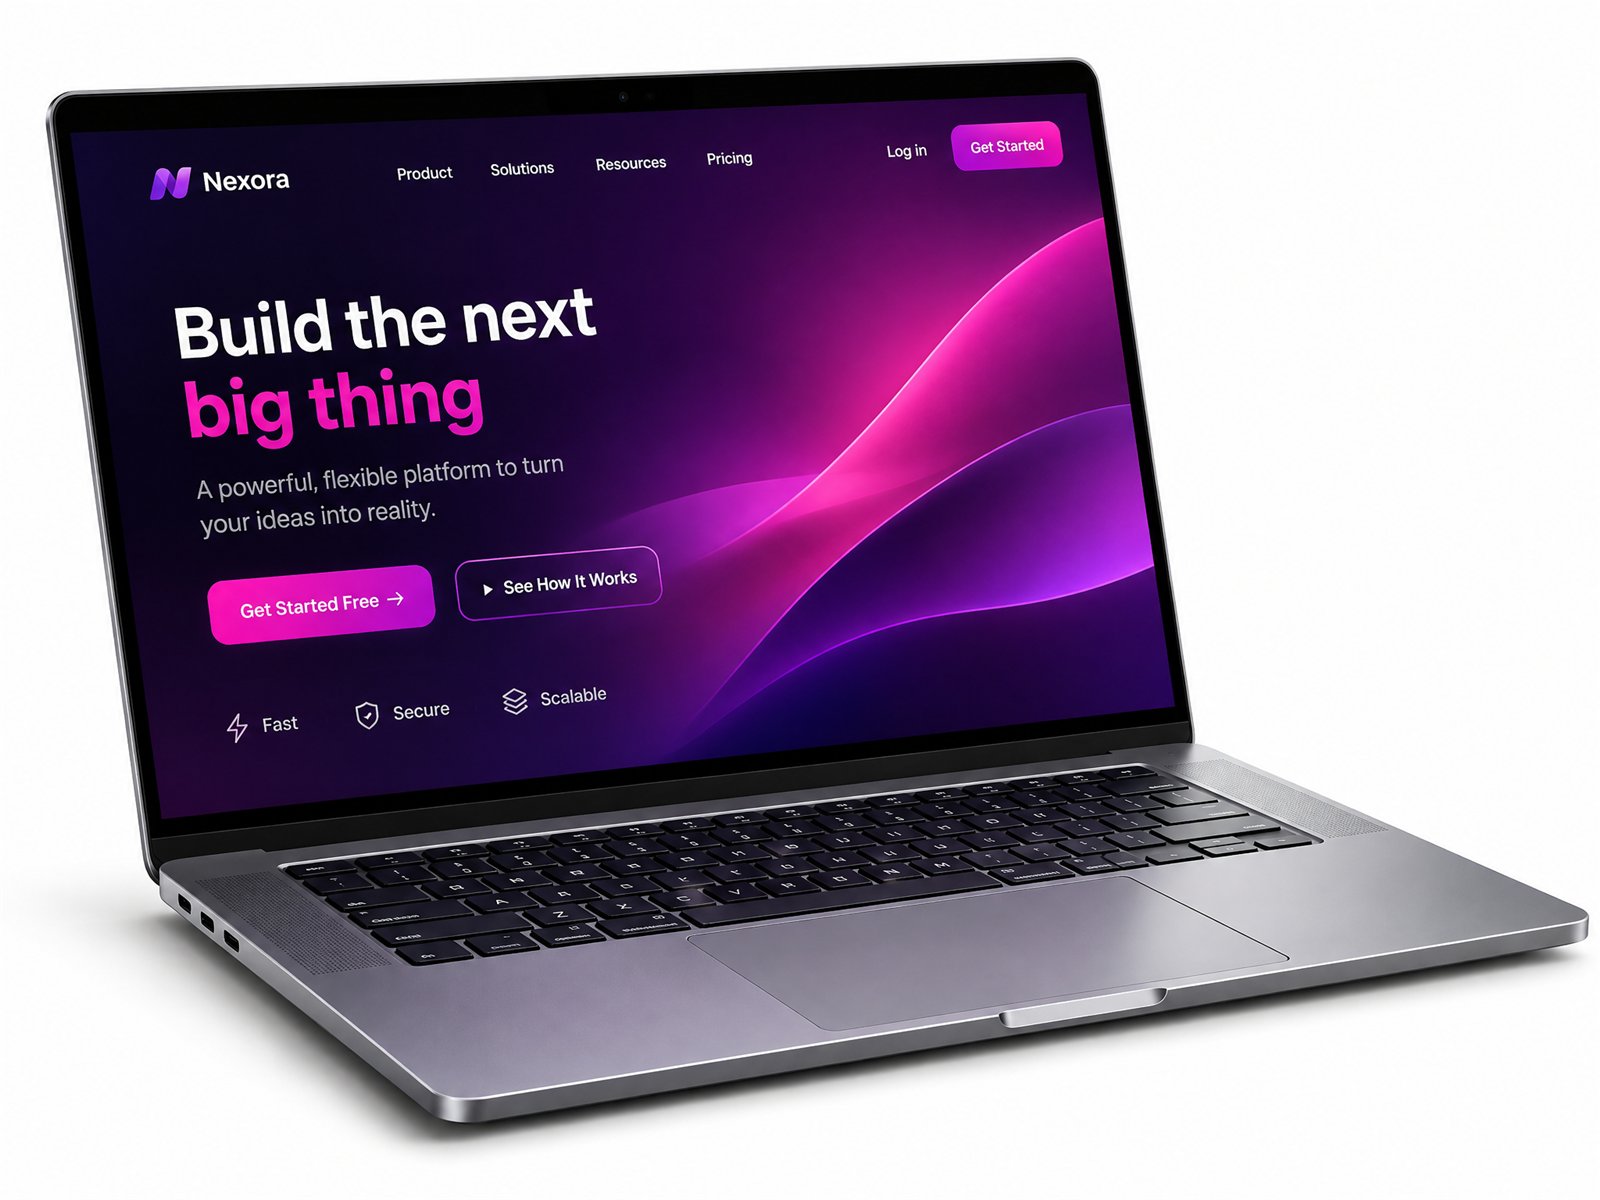 Nexora
Product
Solutions
Resources
Pricing
Log in
Get Started
Build the next
big thing
A powerful, flexible platform to turn
your ideas into reality.
Get Started Free →
See How It Works
Fast
Secure
Scalable